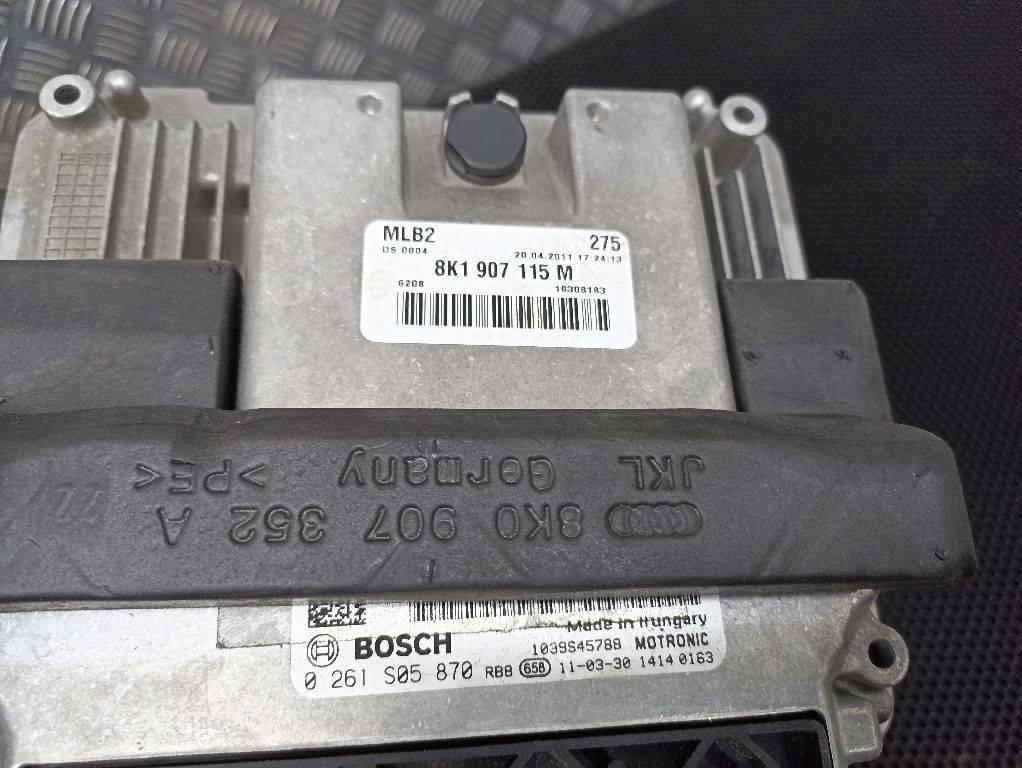 MLB2 275
DS 0004 20.04.2011 17:24:13
8K1 907 115 M
6208 16308183
JKL Germany >PE<
8K0 907 352 A
Made in Hungary
BOSCH 1039S45788 MOTRONIC
0 261 S05 870 RB8 658 11-03-30 1414 0163